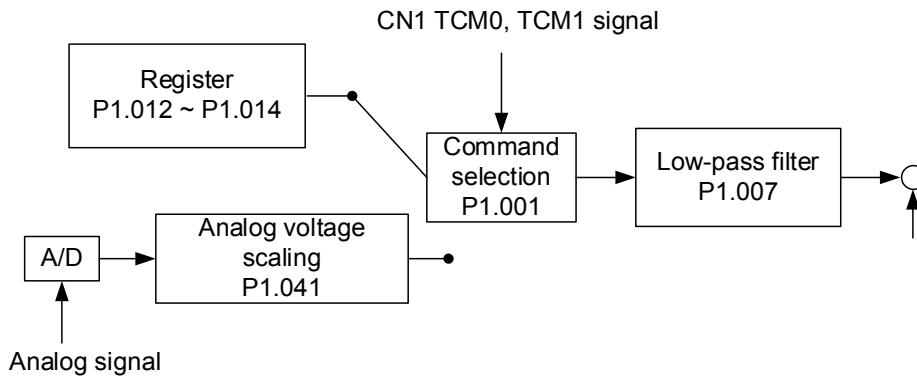 CN1 TCM0, TCM1 signal
Register
P1.012 ~ P1.014
Command
selection
P1.001
Low-pass filter
P1.007
Analog voltage
scaling
P1.041
A/D
Analog signal